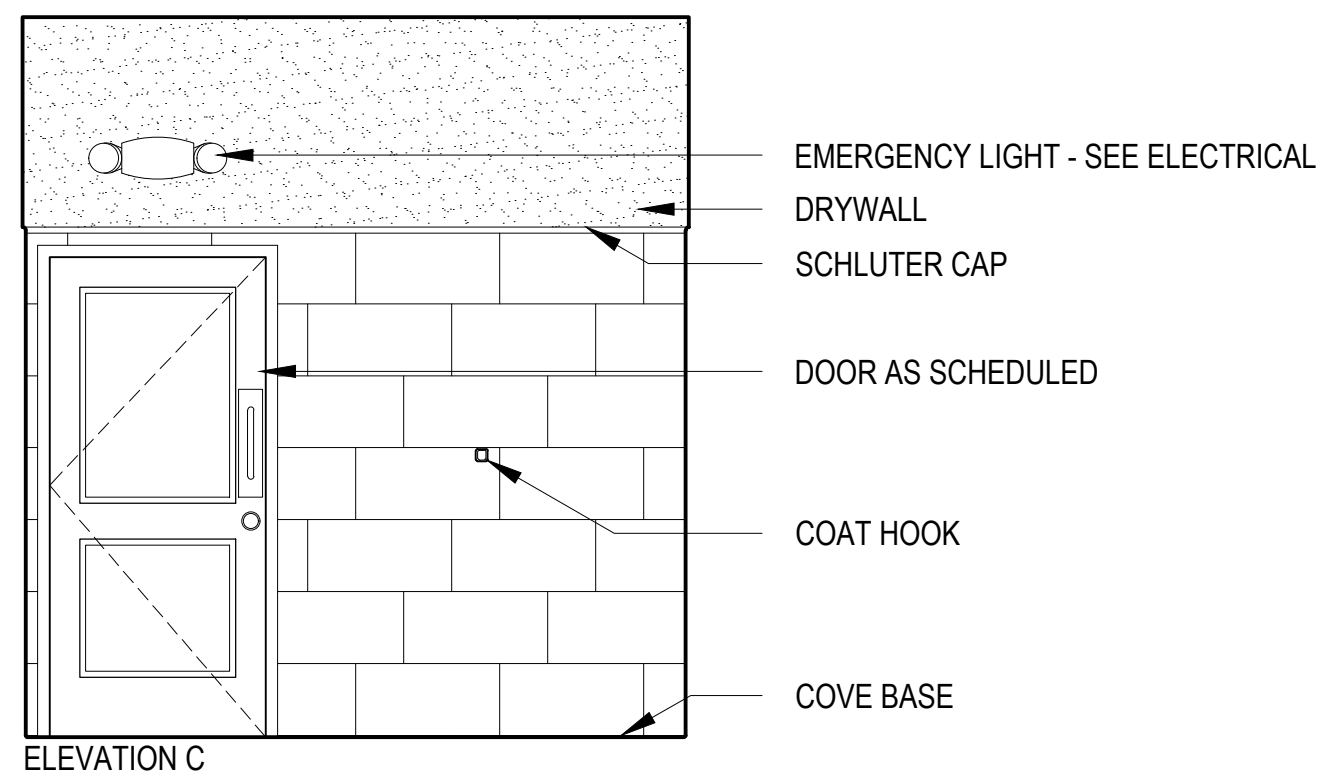 EMERGENCY LIGHT - SEE ELECTRICAL
DRYWALL
SCHLUTER CAP
DOOR AS SCHEDULED
COAT HOOK
COVE BASE
ELEVATION C